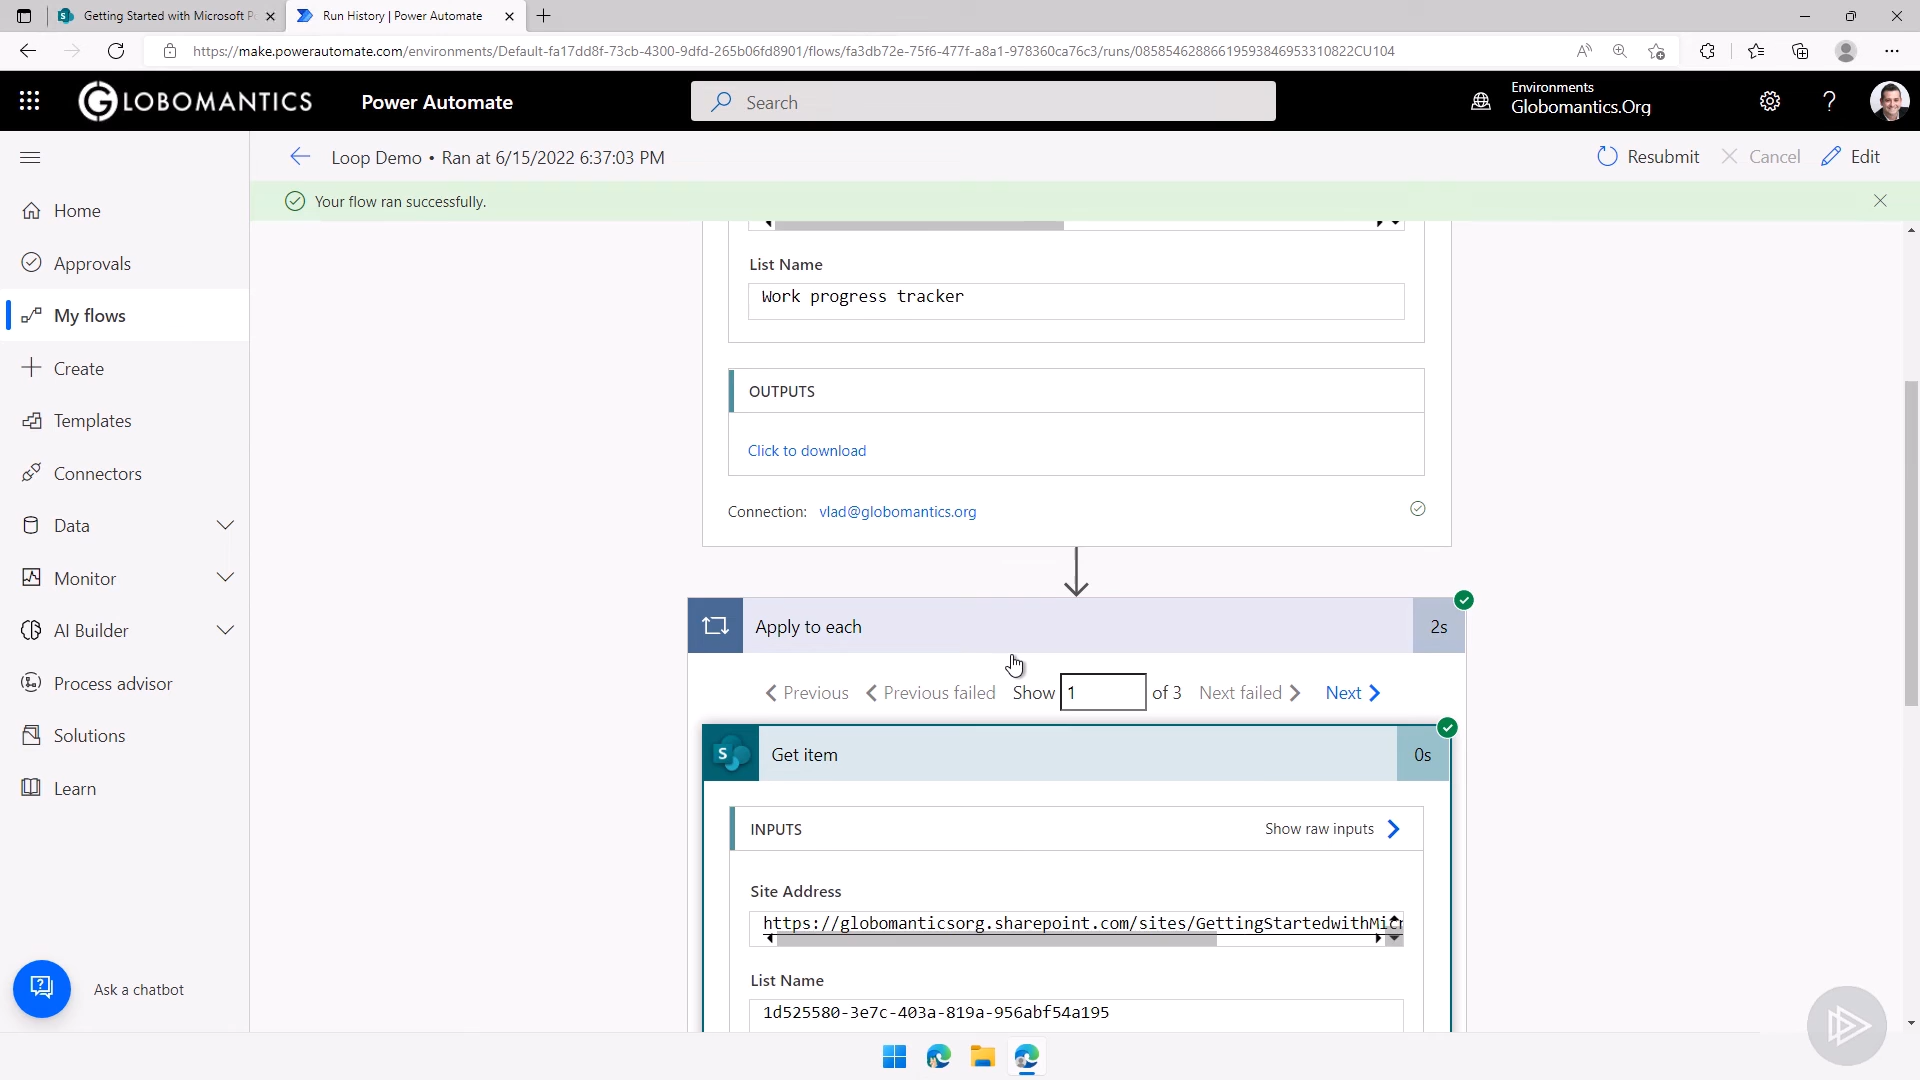 Getting Started with Microsoft P
Run History | Power Automate
https://make.powerautomate.com/environments/Default-fa17dd8f-73cb-4300-9dfd-265b06fd8901/flows/fa3db72e-75f6-477f-a8a1-978360ca76c3/runs/08585462886619593846953310822CU104
GLOBOMANTICS
Power Automate
Search
Environments
Globomantics.Org
?
Loop Demo • Ran at 6/15/2022 6:37:03 PM
Resubmit
Cancel
Edit
Your flow ran successfully.
Home
Approvals
My flows
Create
Templates
Connectors
Data
Monitor
AI Builder
Process advisor
Solutions
Learn
Ask a chatbot
List Name
Work progress tracker
OUTPUTS
Click to download
Connection: vlad@globomantics.org
Apply to each
2s
Previous
Previous failed
Show 1 of 3
Next failed
Next
S
Get item
0s
INPUTS
Show raw inputs
Site Address
https://globomanticsorg.sharepoint.com/sites/GettingStartedwithMicr
List Name
1d525580-3e7c-403a-819a-956abf54a195